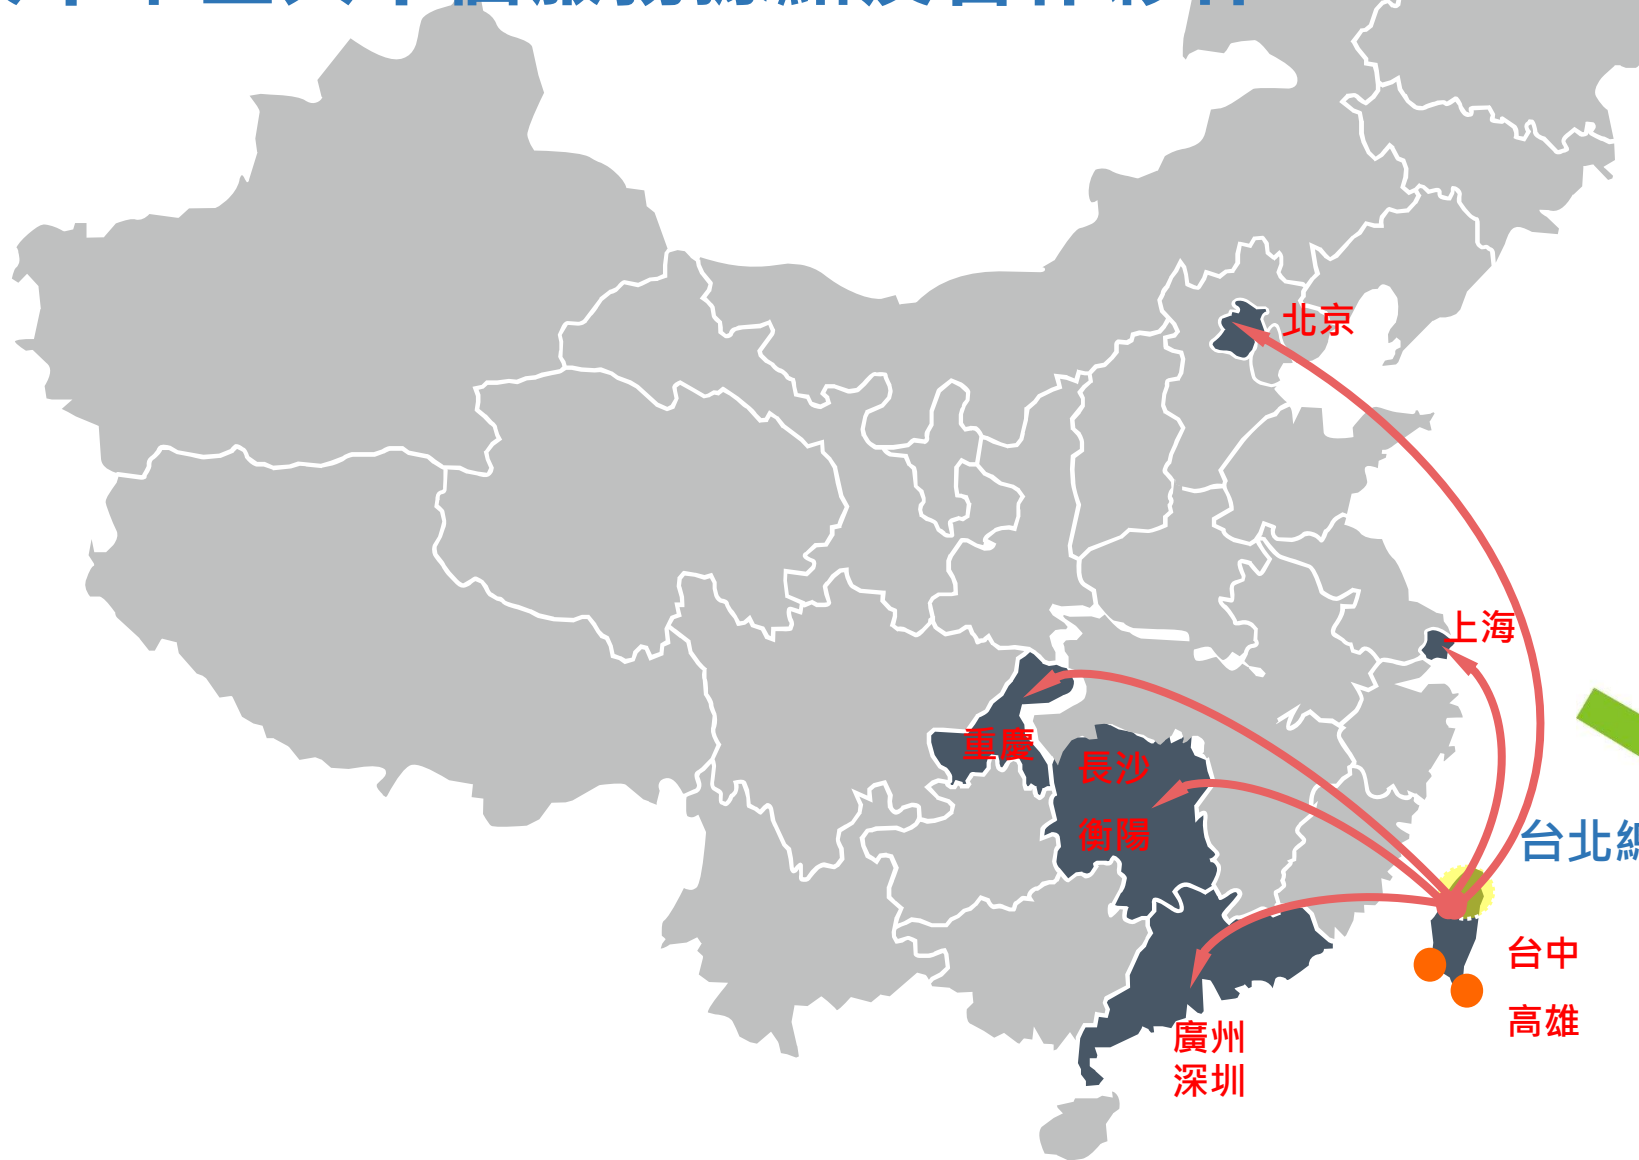 北京
上海
重慶
長沙
衡陽
台北
台中
高雄
廣州
深圳